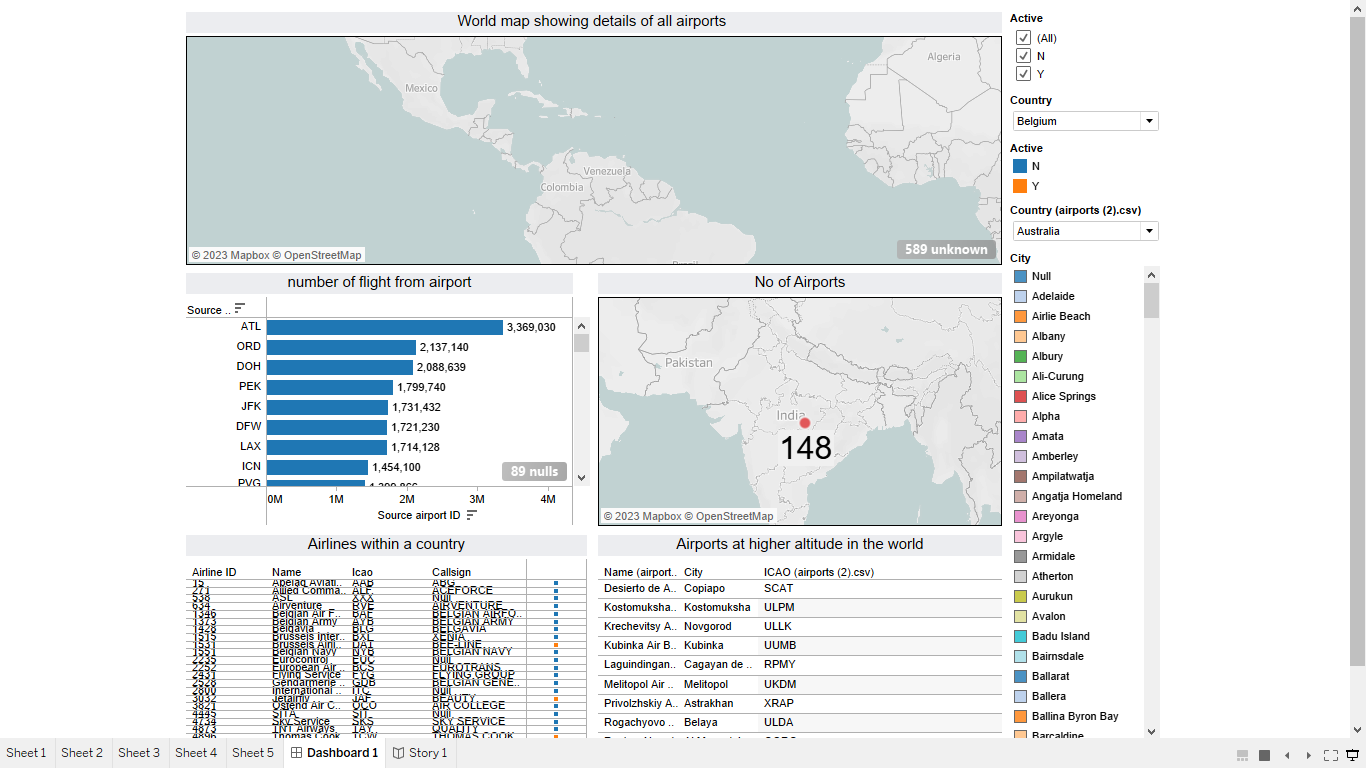 World map showing details of all airports
Mexico
Venezuela
Colombia
Algeria
589 unknown
© 2023 Mapbox © OpenStreetMap
number of flight from airport
Source ..
ATL 3,369,030
ORD 2,137,140
DOH 2,088,639
PEK 1,799,740
JFK 1,731,432
DFW 1,721,230
LAX 1,714,128
ICN 1,454,100
PVG
89 nulls
0M 1M 2M 3M 4M
Source airport ID
No of Airports
Pakistan
India
148
© 2023 Mapbox © OpenStreetMap
Airlines within a country
Airline ID Name Icao Callsign
15 Abelag Aviati.. AAB ABG
271 Allied Comma.. ALF ACEFORCE
538 ASL XXX Null
634 Airventure RVE AIRVENTURE
1346 Belgian Air F.. BAF BELGIAN AIRFO..
1373 Belgian Army AYB BELGIAN ARMY
1428 Belgavia BLG BELGAVIA
1515 Brussels Inter.. BXI XENIA
1531 Brussels Airli.. DAT BEE-LINE
1551 Belgian Navy NYB BELGIAN NAVY
2235 Eurocontrol EUC Null
2252 European Air .. BCS EUROTRANS
2431 Flying Service FYG FLYING GROUP
2528 Gendarmerie .. GDB BELGIAN GENE..
2800 International .. ITC Null
3032 Jetairfly JAF BEAUTY
3821 Ostend Air C.. OCO AIR COLLEGE
4445 SITA SIT Null
4734 Sky Service SKS SKY SERVICE
4873 TNT Airways TAY QUALITY
4896 Thomas Cook TCW THOMAS COOK
Airports at higher altitude in the world
Name (airport.. City ICAO (airports (2).csv)
Desierto de A.. Copiapo SCAT
Kostomuksha.. Kostomuksha ULPM
Krechevitsy A.. Novgorod ULLK
Kubinka Air B.. Kubinka UUMB
Laguindingan.. Cagayan de .. RPMY
Melitopol Air .. Melitopol UKDM
Privolzhskiy A.. Astrakhan XRAP
Rogachyovo .. Belaya ULDA
Active
(All)
N
Y
Country
Belgium
Active
N
Y
Country (airports (2).csv)
Australia
City
Null
Adelaide
Airlie Beach
Albany
Albury
Ali-Curung
Alice Springs
Alpha
Amata
Amberley
Ampilatwatja
Angatja Homeland
Areyonga
Argyle
Armidale
Atherton
Aurukun
Avalon
Badu Island
Bairnsdale
Ballarat
Ballera
Ballina Byron Bay
Barcaldine
Sheet 1 Sheet 2 Sheet 3 Sheet 4 Sheet 5 Dashboard 1 Story 1